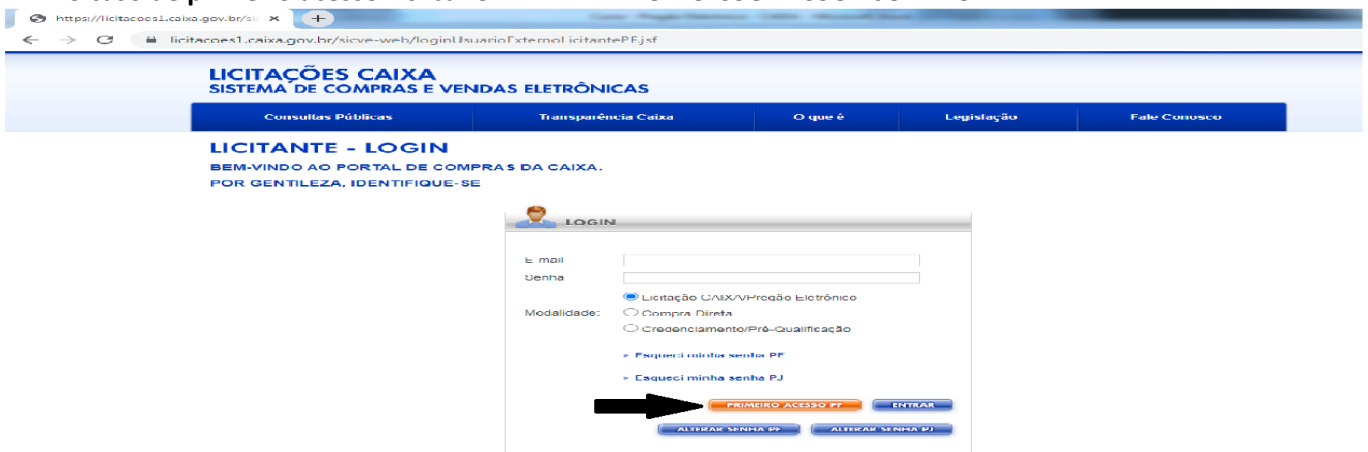 https://licitacoes1.caixa.gov.br/si
licitacoes1.caixa.gov.br/sicve-web/loginUsuarioExternoLicitantePF.jsf
LICITAÇÕES CAIXA
SISTEMA DE COMPRAS E VENDAS ELETRÔNICAS
Consultas Públicas Transparência Caixa O que é Legislação Fale Conosco
LICITANTE - LOGIN
BEM-VINDO AO PORTAL DE COMPRAS DA CAIXA.
POR GENTILEZA, IDENTIFIQUE-SE
LOGIN
E-mail
Senha
Licitação CAIXA/Pregão Eletrônico
Modalidade: Compra Direta
Credenciamento/Pré-Qualificação
Esqueci minha senha PF
Esqueci minha senha PJ
PRIMEIRO ACESSO PF ENTRAR
ALTERAR SENHA PF ALTERAR SENHA PJ